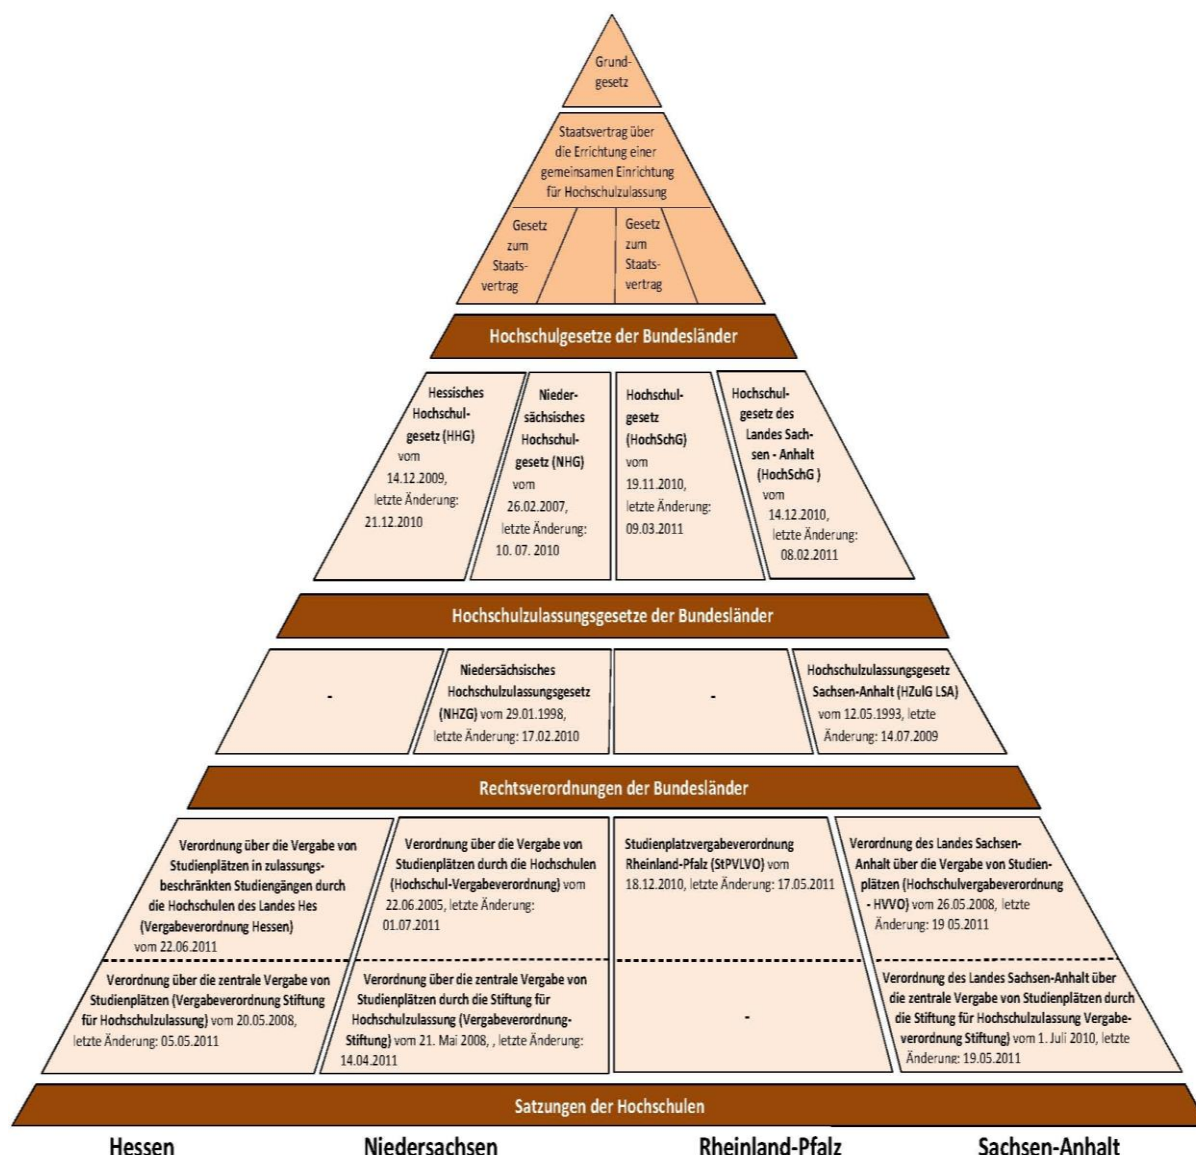 Grund-
gesetz
Staatsvertrag über
die Errichtung einer
gemeinsamen Einrichtung
für Hochschulzulassung
Gesetz
zum
Staats-
vertrag
Gesetz
zum
Staats-
vertrag
Hochschulgesetze der Bundesländer
Hessisches
Hochschul-
gesetz (HHG)
vom
14.12.2009,
letzte Änderung:
21.12.2010
Nieder-
sächsisches
Hochschul-
gesetz (NHG)
vom
26.02.2007,
letzte Änderung:
10. 07. 2010
Hochschul-
gesetz
(HochSchG)
vom
19.11.2010,
letzte Änderung:
09.03.2011
Hochschul-
gesetz des
Landes Sach-
sen - Anhalt
(HochSchG )
vom
14.12.2010,
letzte Änderung:
08.02.2011
Hochschulzulassungsgesetze der Bundesländer
-
Niedersächsisches
Hochschulzulassungsgesetz
(NHZG) vom 29.01.1998,
letzte Änderung: 17.02.2010
-
Hochschulzulassungsgesetz
Sachsen-Anhalt (HZulG LSA)
vom 12.05.1993, letzte
Änderung: 14.07.2009
Rechtsverordnungen der Bundesländer
Verordnung über die Vergabe von
Studienplätzen in zulassungs-
beschränkten Studiengängen durch
die Hochschulen des Landes Hes
(Vergabeverordnung Hessen)
vom 22.06.2011
Verordnung über die Vergabe von
Studienplätzen durch die Hochschulen
(Hochschul-Vergabeverordnung) vom
22.06.2005, letzte Änderung:
01.07.2011
Studienplatzvergabeverordnung
Rheinland-Pfalz (StPVLVO) vom
18.12.2010, letzte Änderung: 17.05.2011
Verordnung des Landes Sachsen-
Anhalt über die Vergabe von Studien-
plätzen (Hochschulvergabeverordnung
- HVVO) vom 26.05.2008, letzte
Änderung: 19 05.2011
Verordnung über die zentrale Vergabe von
Studienplätzen (Vergabeverordnung Stiftung
für Hochschulzulassung) vom 20.05.2008,
letzte Änderung: 05.05.2011
Verordnung über die zentrale Vergabe von
Studienplätzen durch die Stiftung für
Hochschulzulassung (Vergabeverordnung-
Stiftung) vom 21. Mai 2008, , letzte Änderung:
14.04.2011
-
Verordnung des Landes Sachsen-Anhalt über
die zentrale Vergabe von Studienplätzen durch
die Stiftung für Hochschulzulassung Vergabe-
verordnung Stiftung) vom 1. Juli 2010, letzte
Änderung: 19.05.2011
Satzungen der Hochschulen
Hessen
Niedersachsen
Rheinland-Pfalz
Sachsen-Anhalt